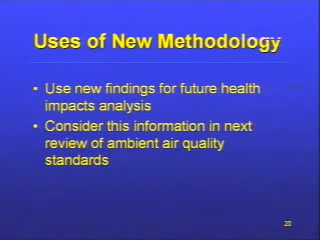 Uses of New Methodology
• Use new findings for future health
impacts analysis
• Consider this information in next
review of ambient air quality
standards
20